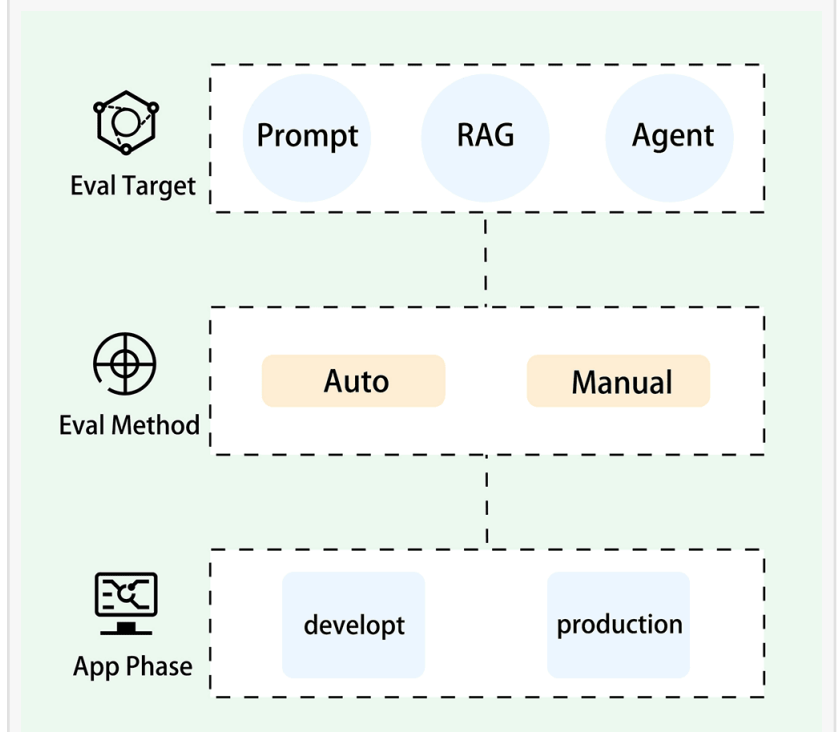 Prompt
RAG
Agent
Eval Target
Auto
Manual
Eval Method
developt
production
App Phase